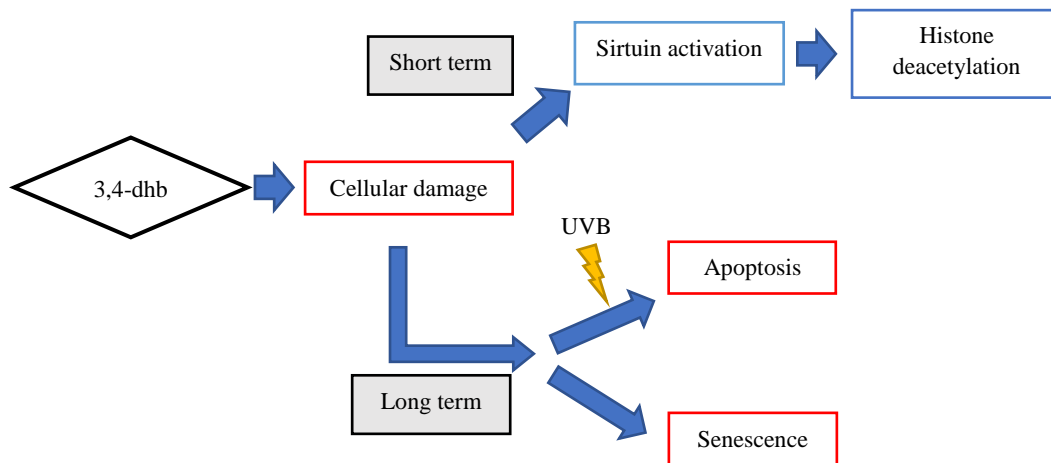 Short term
Sirtuin activation
Histone
deacetylation
3,4-dhb
Cellular damage
UVB
Apoptosis
Long term
Senescence